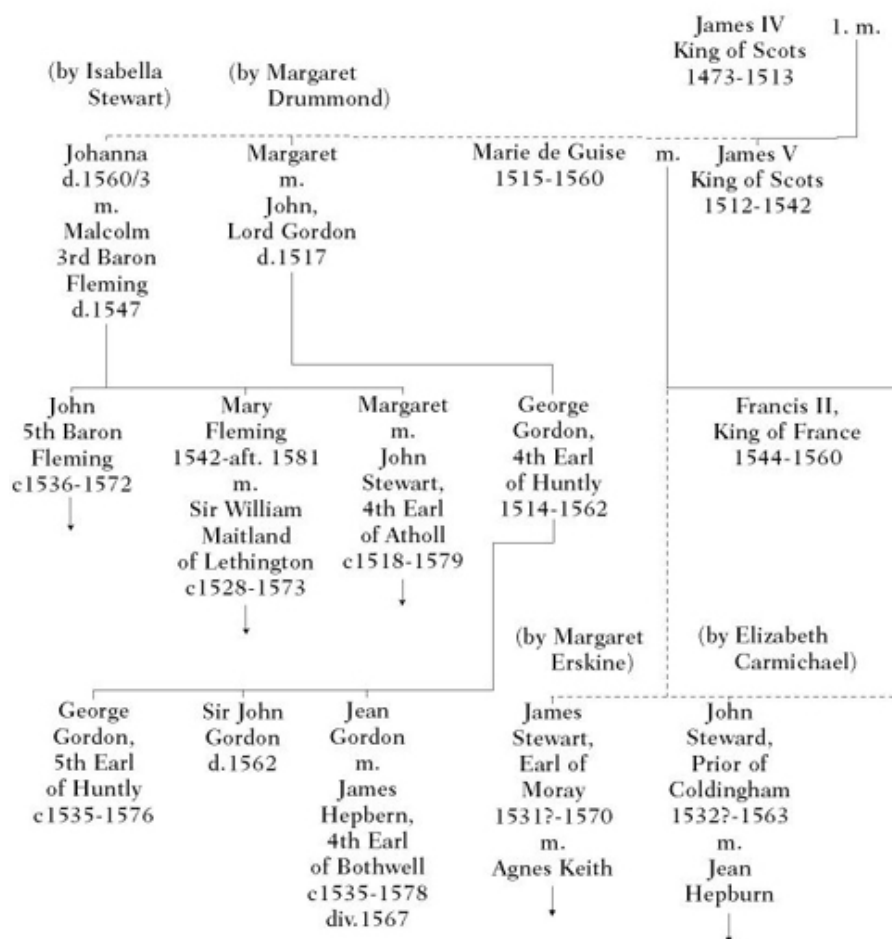 James IV
King of Scots
1473-1513
1. m.
(by Isabella
Stewart)
(by Margaret
Drummond)
Johanna
d.1560/3
m.
Malcolm
3rd Baron
Fleming
d.1547
Margaret
m.
John,
Lord Gordon
d.1517
Marie de Guise
1515-1560
m.
James V
King of Scots
1512-1542
John
5th Baron
Fleming
c1536-1572
Mary
Fleming
1542-aft. 1581
m.
Sir William
Maitland
of Lethington
c1528-1573
Margaret
m.
John
Stewart,
4th Earl
of Atholl
c1518-1579
George
Gordon,
4th Earl
of Huntly
1514-1562
Francis II,
King of France
1544-1560
(by Margaret
Erskine)
(by Elizabeth
Carmichael)
George
Gordon,
5th Earl
of Huntly
c1535-1576
Sir John
Gordon
d.1562
Jean
Gordon
m.
James
Hepbern,
4th Earl
of Bothwell
c1535-1578
div.1567
James
Stewart,
Earl of
Moray
1531?-1570
m.
Agnes Keith
John
Steward,
Prior of
Coldingham
1532?-1563
m.
Jean
Hepburn